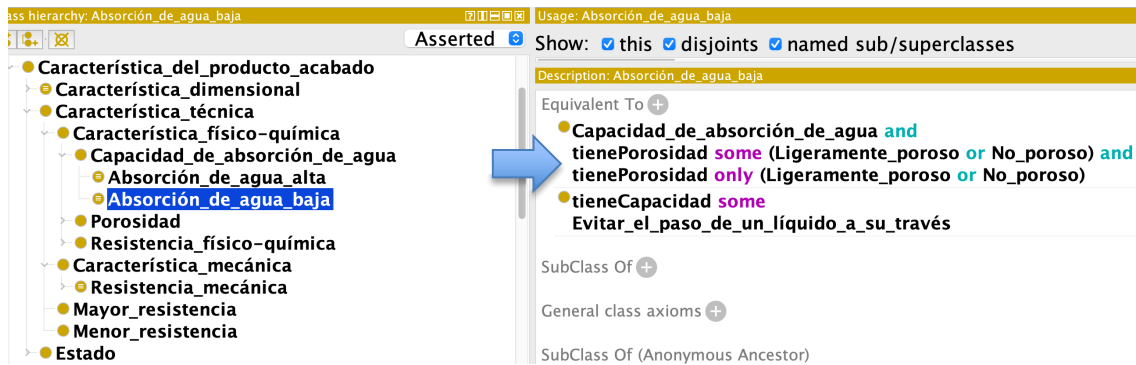 ass hierarchy: Absorción_de_agua_baja
Asserted
Característica_del_producto_acabado
Característica_dimensional
Característica_técnica
Característica_físico-química
Capacidad_de_absorción_de_agua
Absorción_de_agua_alta
Absorción_de_agua_baja
Porosidad
Resistencia_físico-química
Característica_mecánica
Resistencia_mecánica
Mayor_resistencia
Menor_resistencia
Estado
Usage: Absorción_de_agua_baja
Show: this disjoints named sub/superclasses
Description: Absorción_de_agua_baja
Equivalent To
Capacidad_de_absorción_de_agua and
tienePorosidad some (Ligeramente_poroso or No_poroso) and
tienePorosidad only (Ligeramente_poroso or No_poroso)
tieneCapacidad some
Evitar_el_paso_de_un_líquido_a_su_través
SubClass Of
General class axioms
SubClass Of (Anonymous Ancestor)